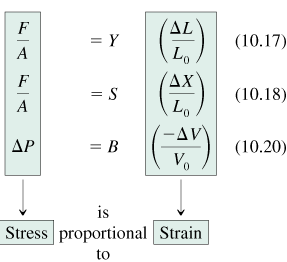 F/A = Y (ΔL/L₀) (10.17)
F/A = S (ΔX/L₀) (10.18)
ΔP = B (−ΔV/V₀) (10.20)
is
Stress proportional Strain
to